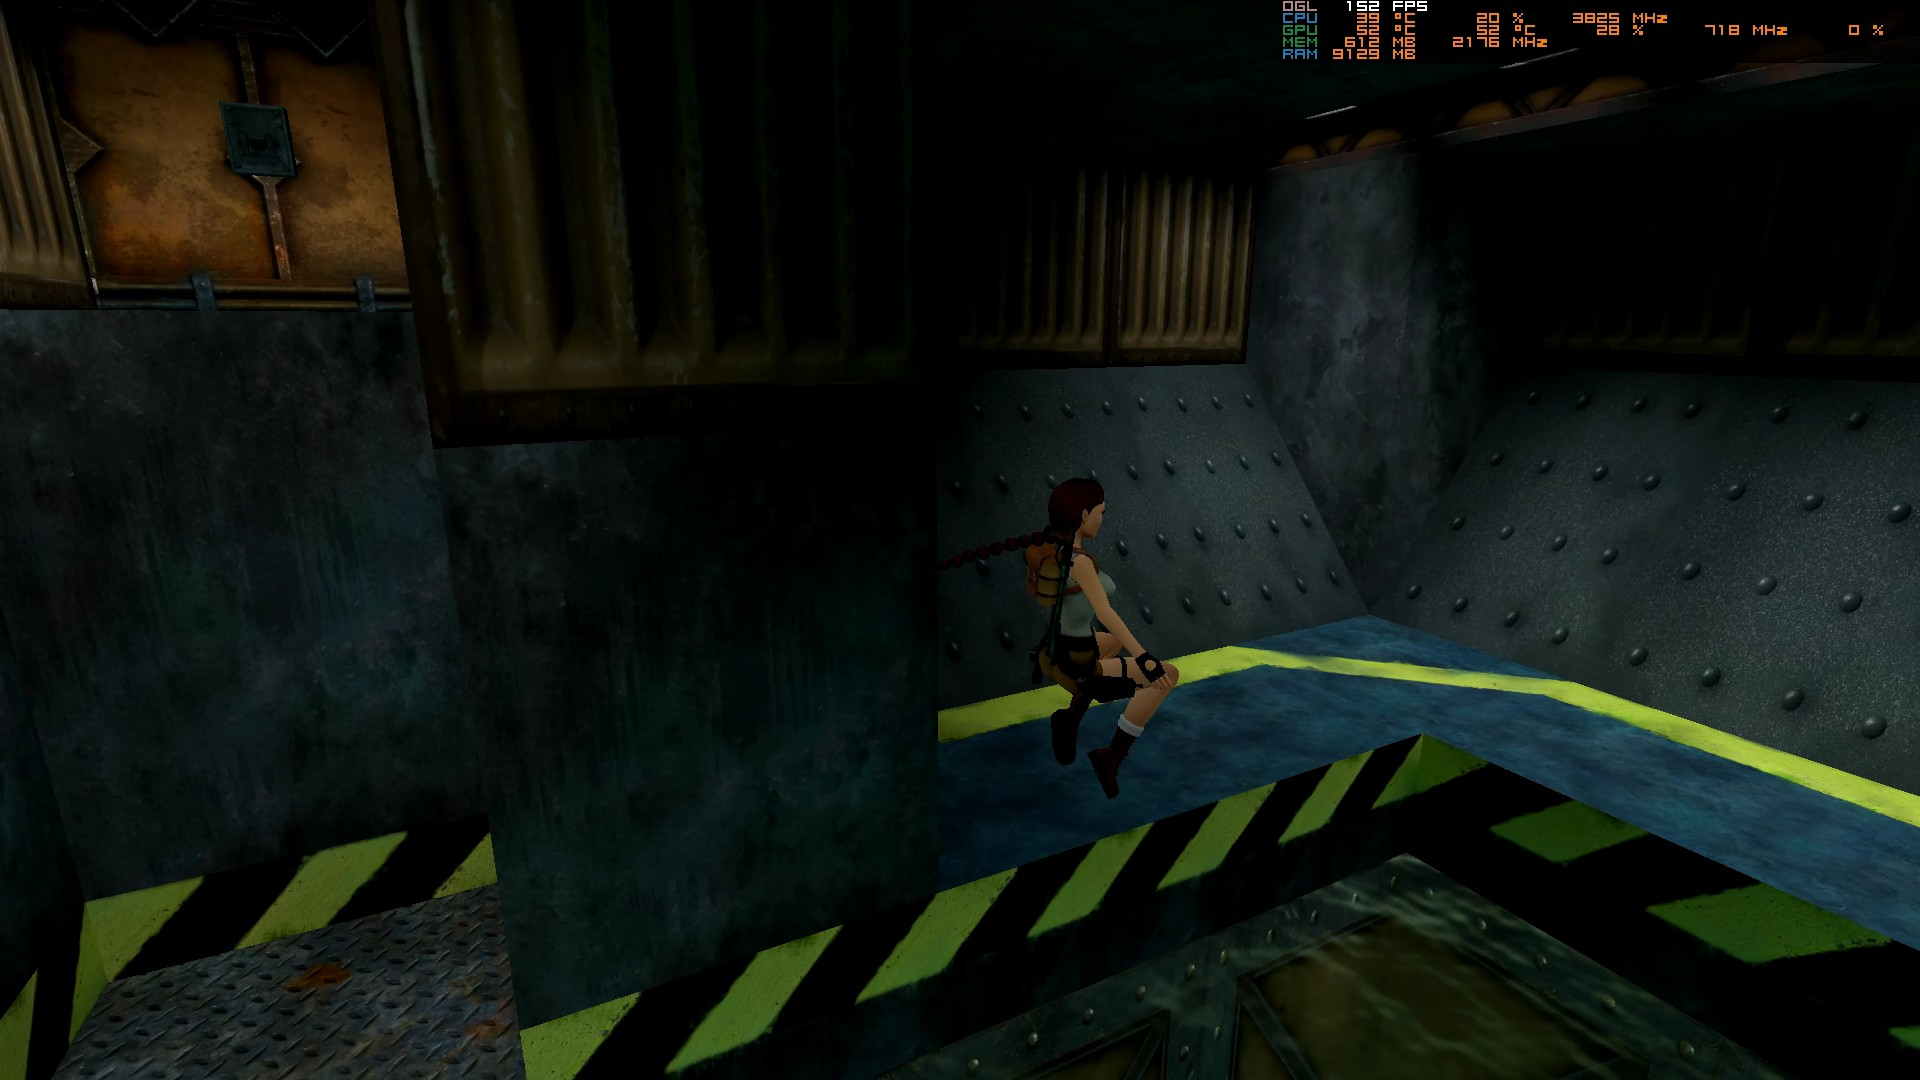 OGL 152 FPS
CPU 39 °C 20 % 3825 MHz
GPU 52 °C 52 °C 28 % 718 MHz 0 %
MEM 612 MB 2176 MHz
RAM 9129 MB